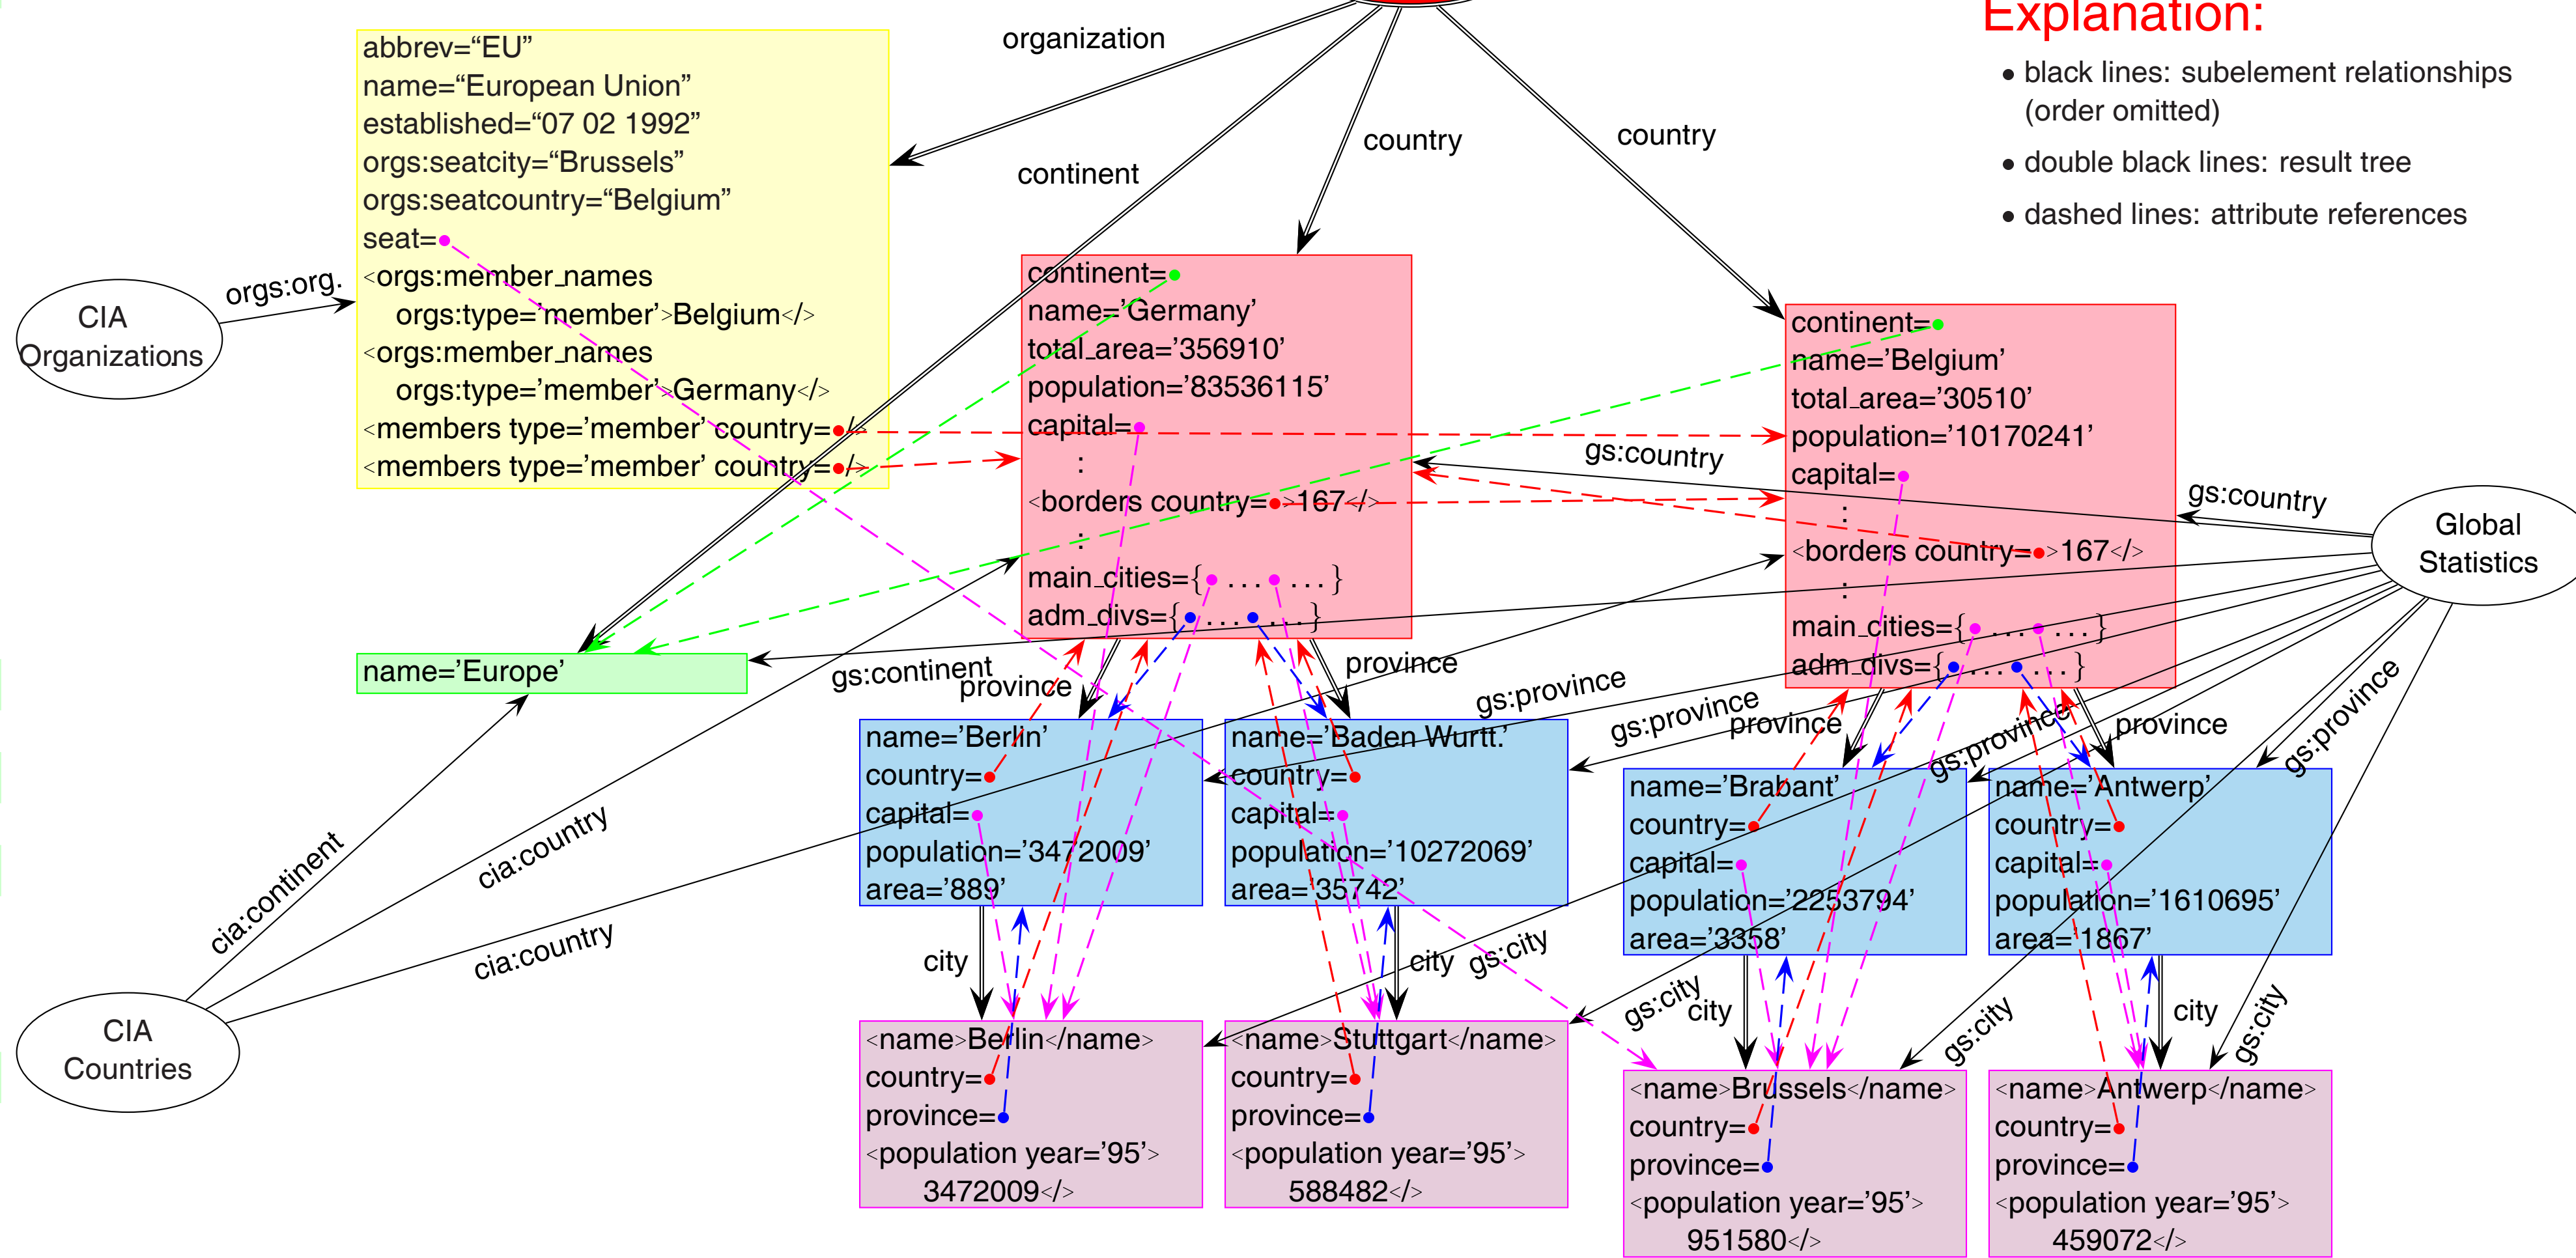 Explanation:
• black lines: subelement relationships
(order omitted)
• double black lines: result tree
• dashed lines: attribute references
organization
continent
country
country
abbrev=“EU”
name=“European Union”
established=“07 02 1992”
orgs:seatcity=“Brussels”
orgs:seatcountry=“Belgium”
seat=
<orgs:member_names
orgs:type=’member’>Belgium</>
<orgs:member_names
orgs:type=’member’>Germany</>
<members type=’member’ country= />
<members type=’member’ country= />
CIA
Organizations
orgs:org.
continent=
name=’Germany’
total_area=’356910’
population=’83536115’
capital=
:
<borders country= >167</>
:
main_cities={ . . . . . . }
adm_divs={ . . . . . . }
continent=
name=’Belgium’
total_area=’30510’
population=’10170241’
capital=
:
<borders country= >167</>
:
main_cities={ . . . . . . }
adm_divs={ . . . . . . }
gs:country
gs:country
Global
Statistics
name=’Europe’
gs:continent
province
province
gs:province
gs:province
province
gs:province
province
gs:province
name=’Berlin’
country=
capital=
population=’3472009’
area=’889’
name=’Baden Wurtt.’
country=
capital=
population=’10272069’
area=’35742’
name=’Brabant’
country=
capital=
population=’2253794’
area=’3358’
name=’Antwerp’
country=
capital=
population=’1610695’
area=’1867’
cia:continent
cia:country
cia:country
CIA
Countries
city
city
gs:city
gs:city
city
gs:city
city
gs:city
<name>Berlin</name>
country=
province=
<population year=’95’>
3472009</>
<name>Stuttgart</name>
country=
province=
<population year=’95’>
588482</>
<name>Brussels</name>
country=
province=
<population year=’95’>
951580</>
<name>Antwerp</name>
country=
province=
<population year=’95’>
459072</>